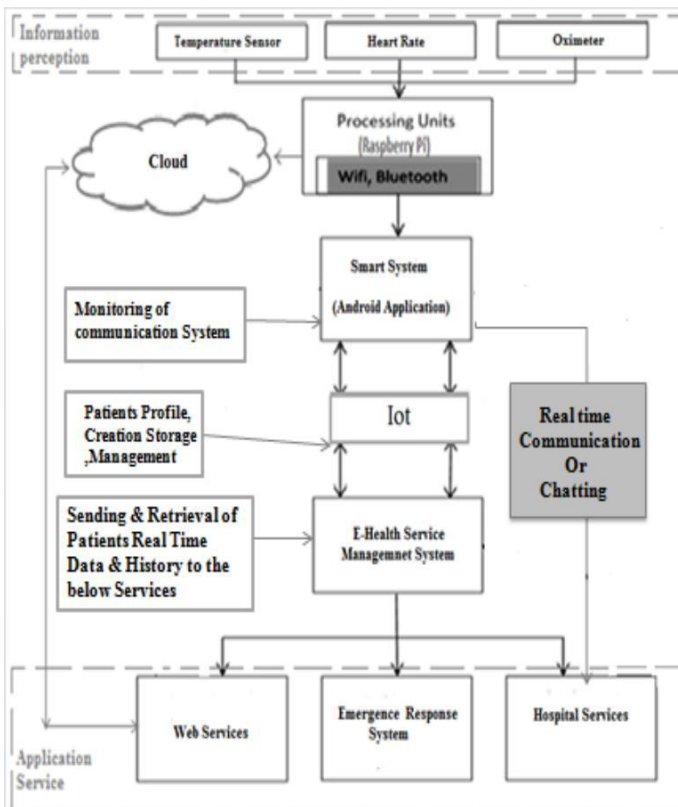 Information
perception
Temperature Sensor
Heart Rate
Oximeter
Processing Units
(Raspberry Pi)
Wifi, Bluetooth
Cloud
Smart System
(Android Application)
Monitoring of
communication System
Iot
Patients Profile,
Creation Storage
,Management
Real time
Communication
Or
Chatting
Sending & Retrieval of
Patients Real Time
Data & History to the
below Services
E-Health Service
Managemnet System
Web Services
Emergence Response
System
Hospital Services
Application
Service